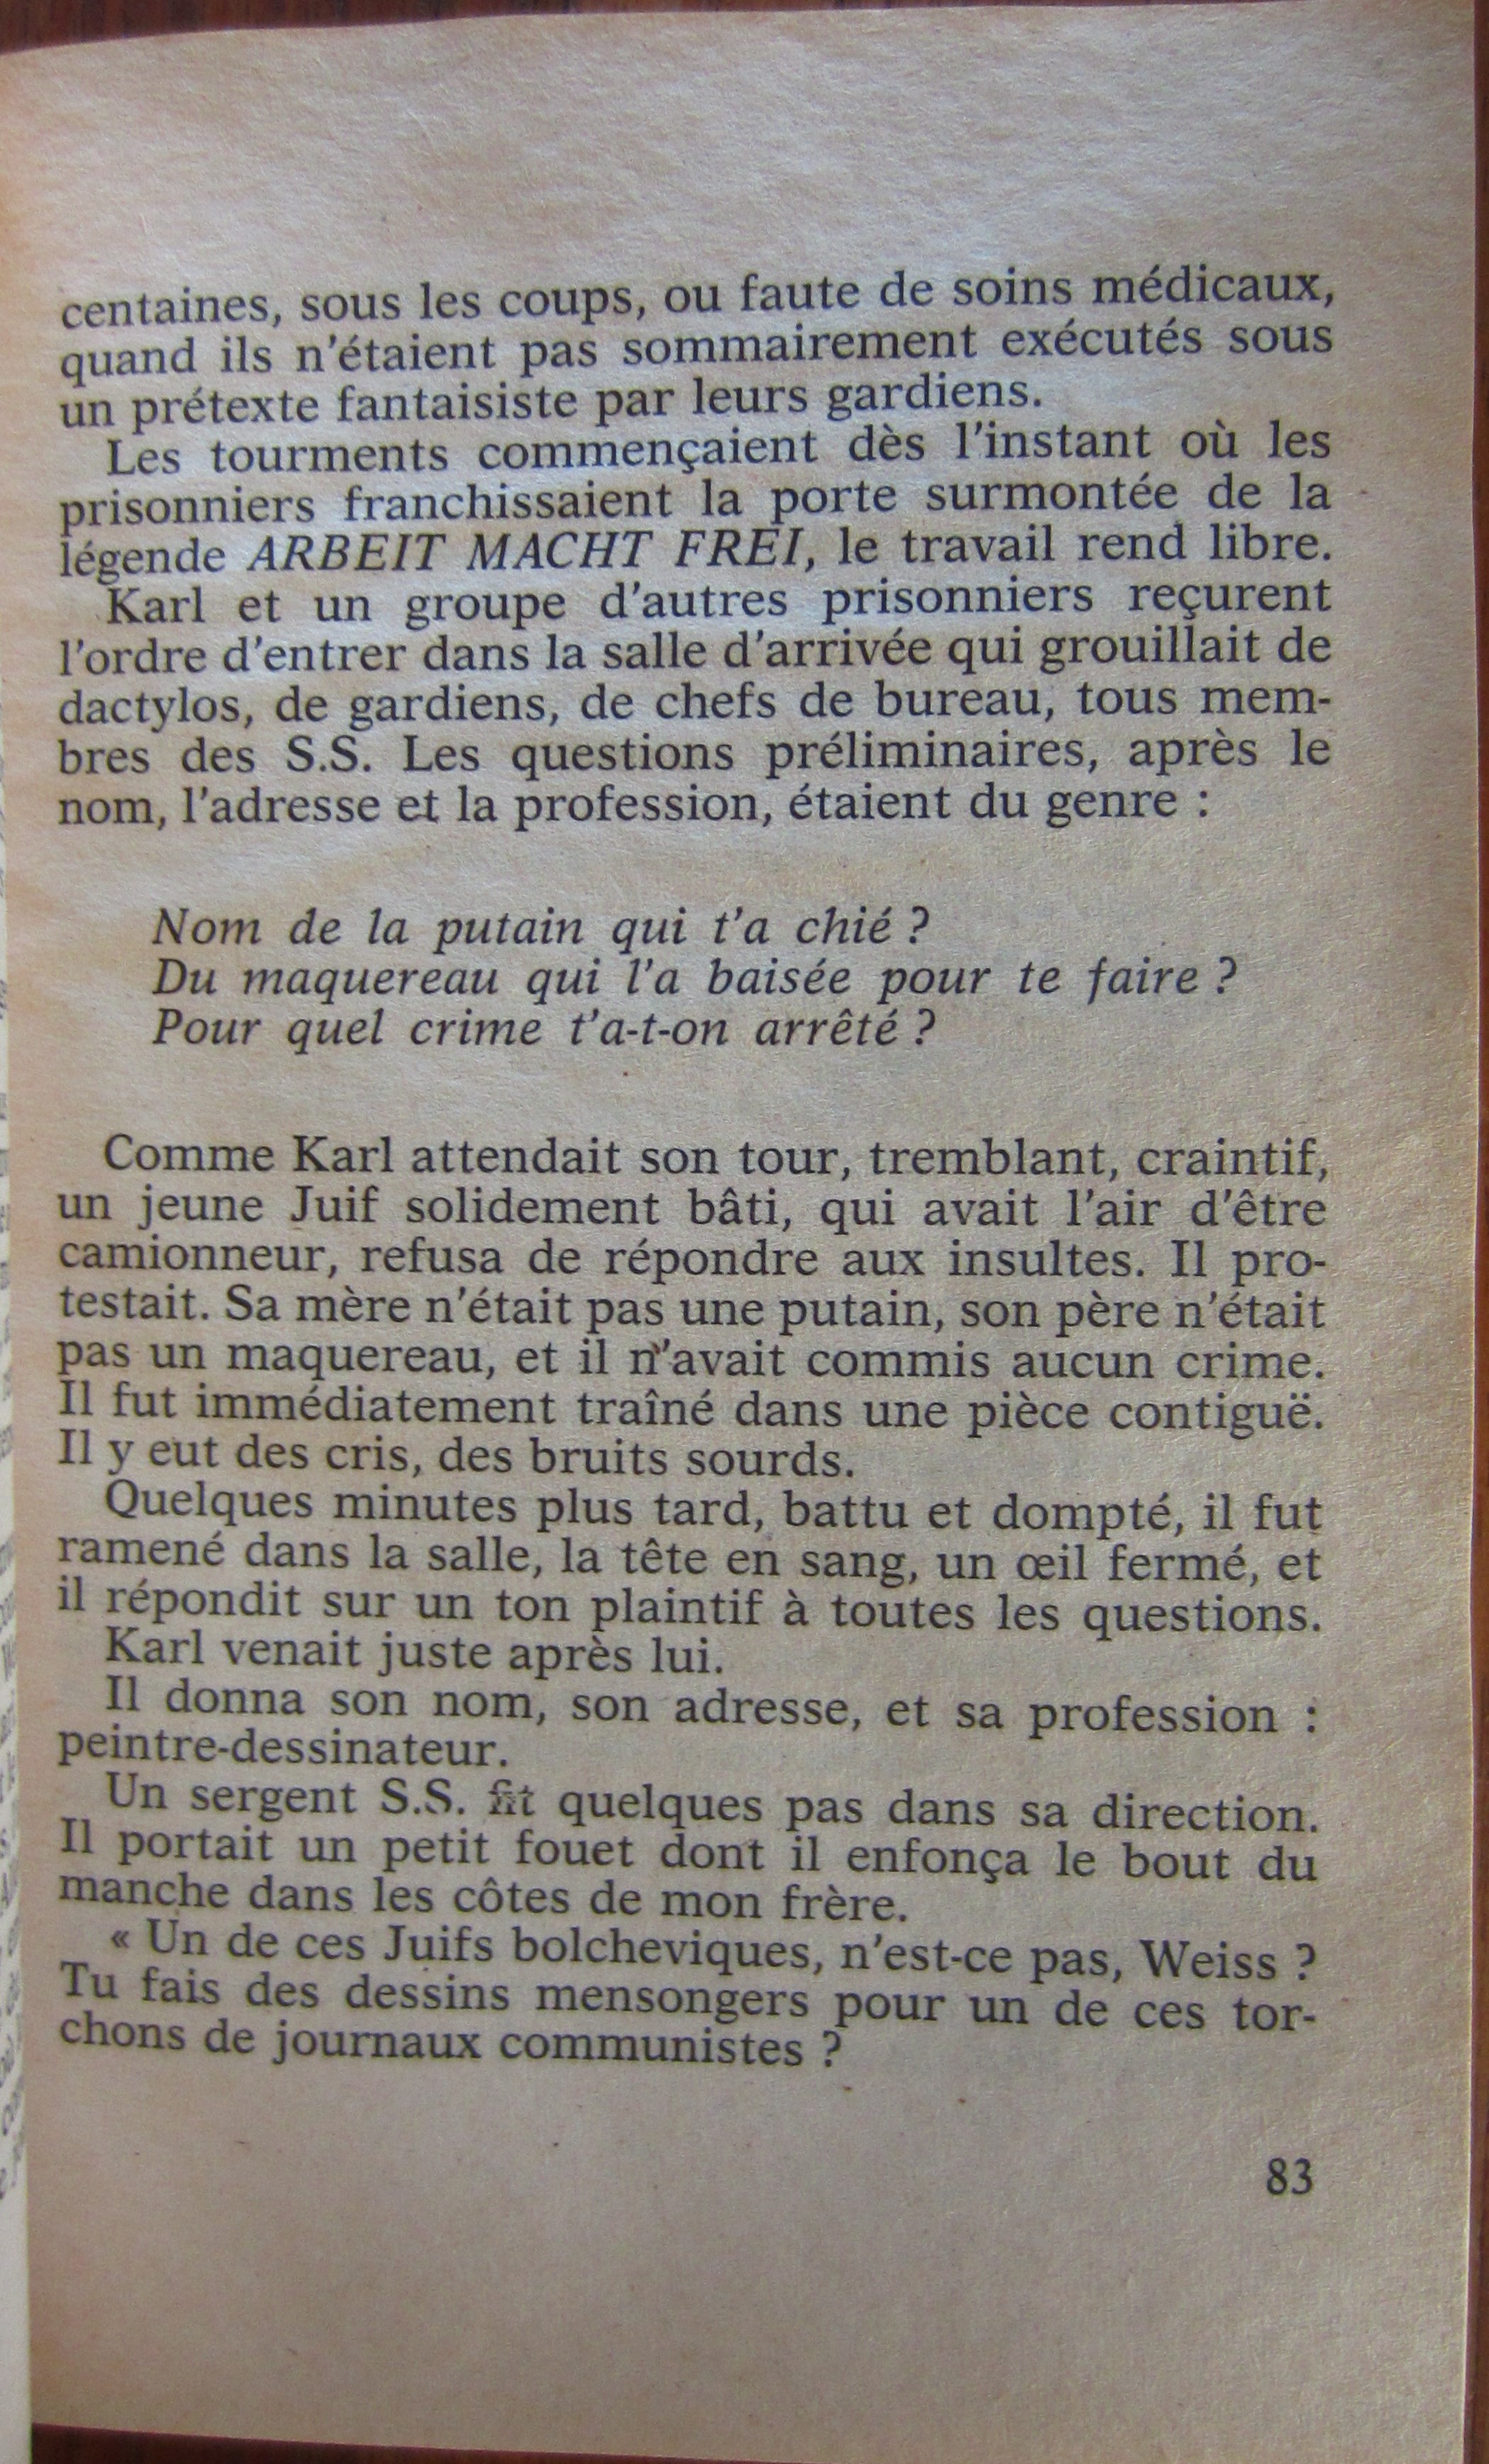 centaines, sous les coups, ou faute de soins médicaux,
quand ils n'étaient pas sommairement exécutés sous
un prétexte fantaisiste par leurs gardiens.
Les tourments commençaient dès l'instant où les
prisonniers franchissaient la porte surmontée de la
légende ARBEIT MACHT FREI, le travail rend libre.
Karl et un groupe d'autres prisonniers reçurent
l'ordre d'entrer dans la salle d'arrivée qui grouillait de
dactylos, de gardiens, de chefs de bureau, tous mem-
bres des S.S. Les questions préliminaires, après le
nom, l'adresse et la profession, étaient du genre :
Nom de la putain qui t'a chié ?
Du maquereau qui l'a baisée pour te faire ?
Pour quel crime t'a-t-on arrêté ?
Comme Karl attendait son tour, tremblant, craintif,
un jeune Juif solidement bâti, qui avait l'air d'être
camionneur, refusa de répondre aux insultes. Il pro-
testait. Sa mère n'était pas une putain, son père n'était
pas un maquereau, et il n'avait commis aucun crime.
Il fut immédiatement traîné dans une pièce contiguë.
Il y eut des cris, des bruits sourds.
Quelques minutes plus tard, battu et dompté, il fut
ramené dans la salle, la tête en sang, un œil fermé, et
il répondit sur un ton plaintif à toutes les questions.
Karl venait juste après lui.
Il donna son nom, son adresse, et sa profession :
peintre-dessinateur.
Un sergent S.S. fit quelques pas dans sa direction.
Il portait un petit fouet dont il enfonça le bout du
manche dans les côtes de mon frère.
« Un de ces Juifs bolcheviques, n'est-ce pas, Weiss ?
Tu fais des dessins mensongers pour un de ces tor-
chons de journaux communistes ?
83